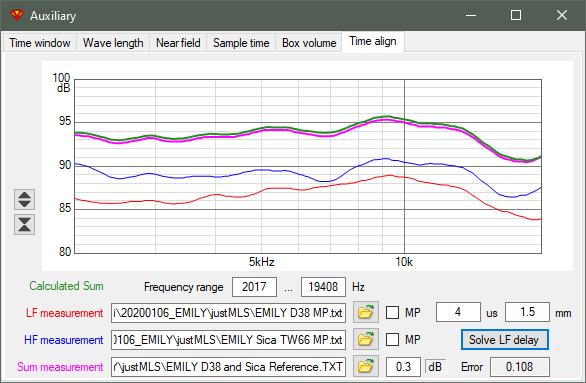 Auxiliary
Time window Wave length Near field Sample time Box volume Time align
100
dB
95
90
85
80
5kHz 10k
Calculated Sum Frequency range 2017 ... 19408 Hz
LF measurement i\20200106_EMILY\justMLS\EMILY D38 MP.txt MP 4 us 1.5 mm
HF measurement 0106_EMILY\justMLS\EMILY Sica TW66 MP.txt MP Solve LF delay
Sum measurement \justMLS\EMILY D38 and Sica Reference.TXT 0.3 dB Error 0.108